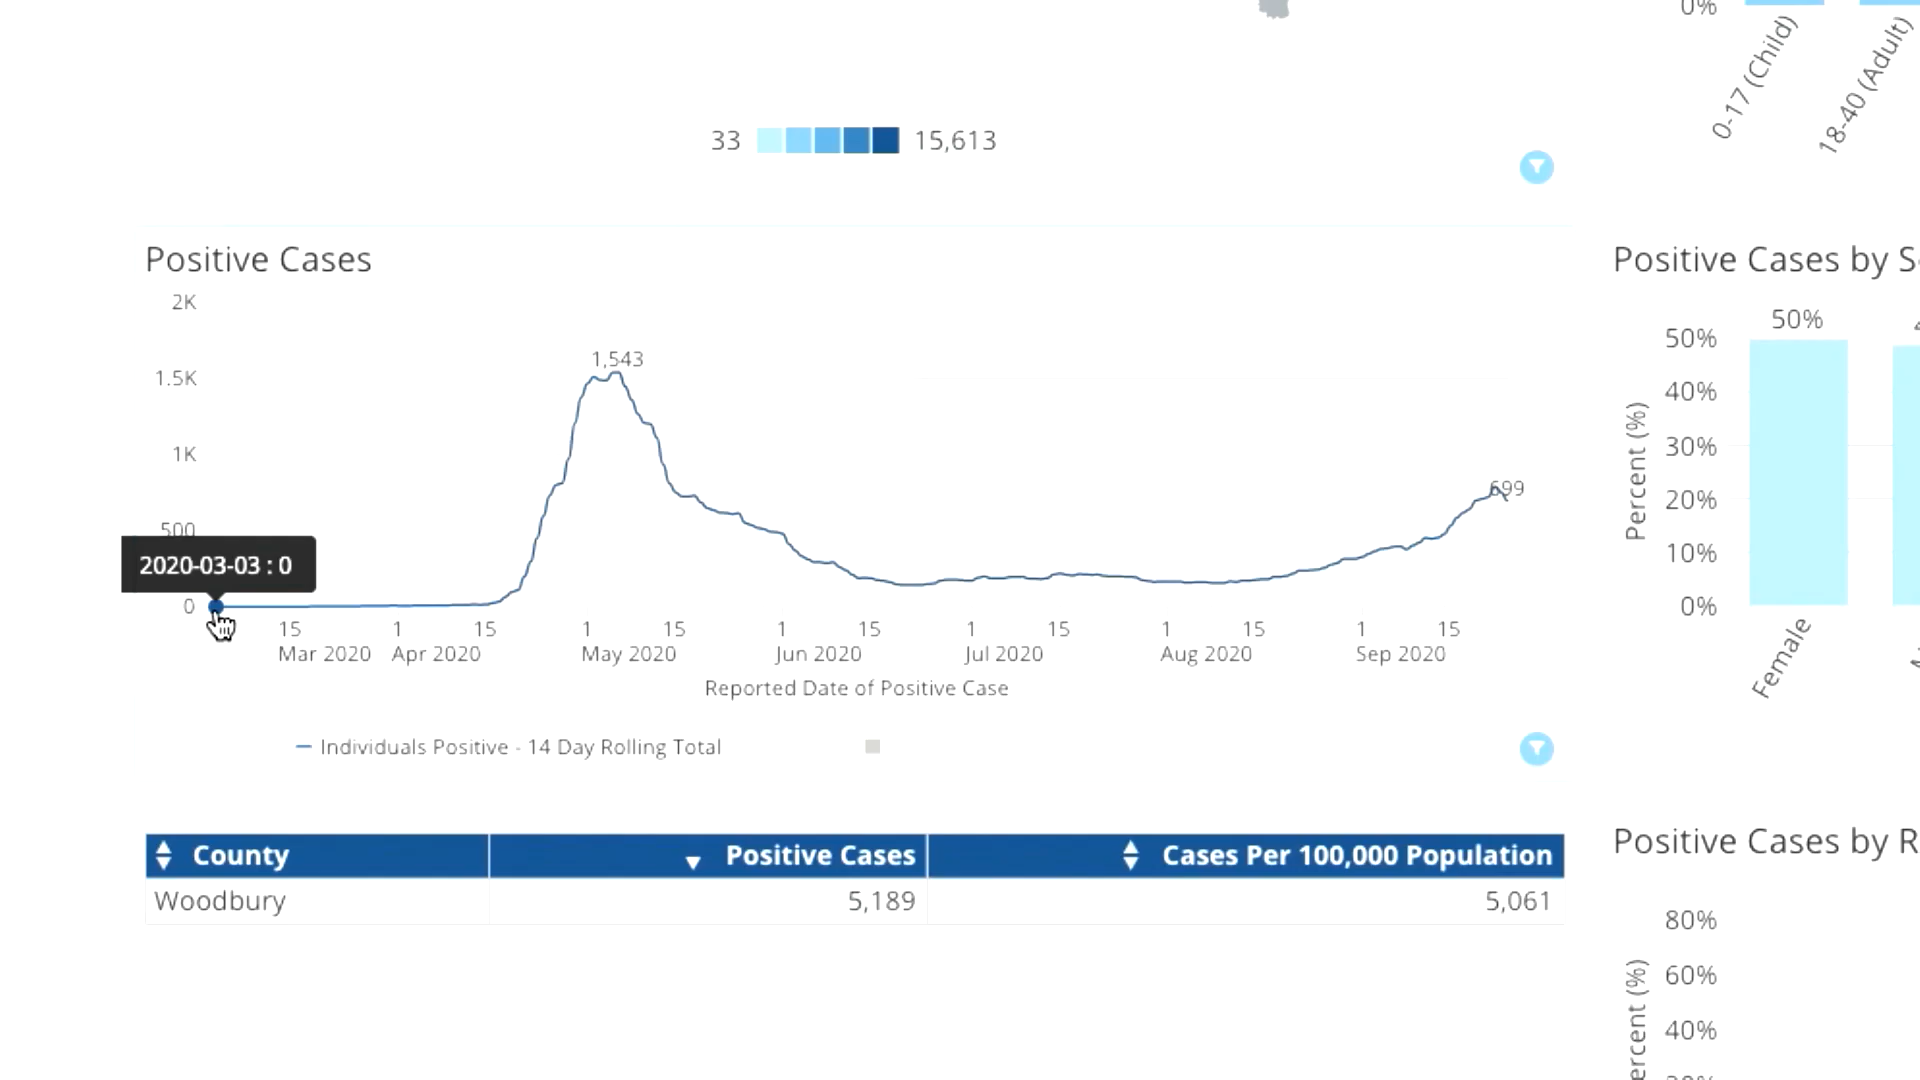 0%
0-17 (Child)
18-40 (Adult)
33
15,613
Positive Cases
2K
1.5K
1K
500
0
1,543
699
2020-03-03 : 0
15 1 15 1 15 1 15 1 15 1 15 1 15
Mar 2020 Apr 2020 May 2020 Jun 2020 Jul 2020 Aug 2020 Sep 2020
Reported Date of Positive Case
Individuals Positive - 14 Day Rolling Total
County Positive Cases Cases Per 100,000 Population
Woodbury 5,189 5,061
Positive Cases by S
50%
50%
40%
30%
20%
10%
0%
Percent (%)
Female
Positive Cases by R
80%
60%
40%
ercent (%)